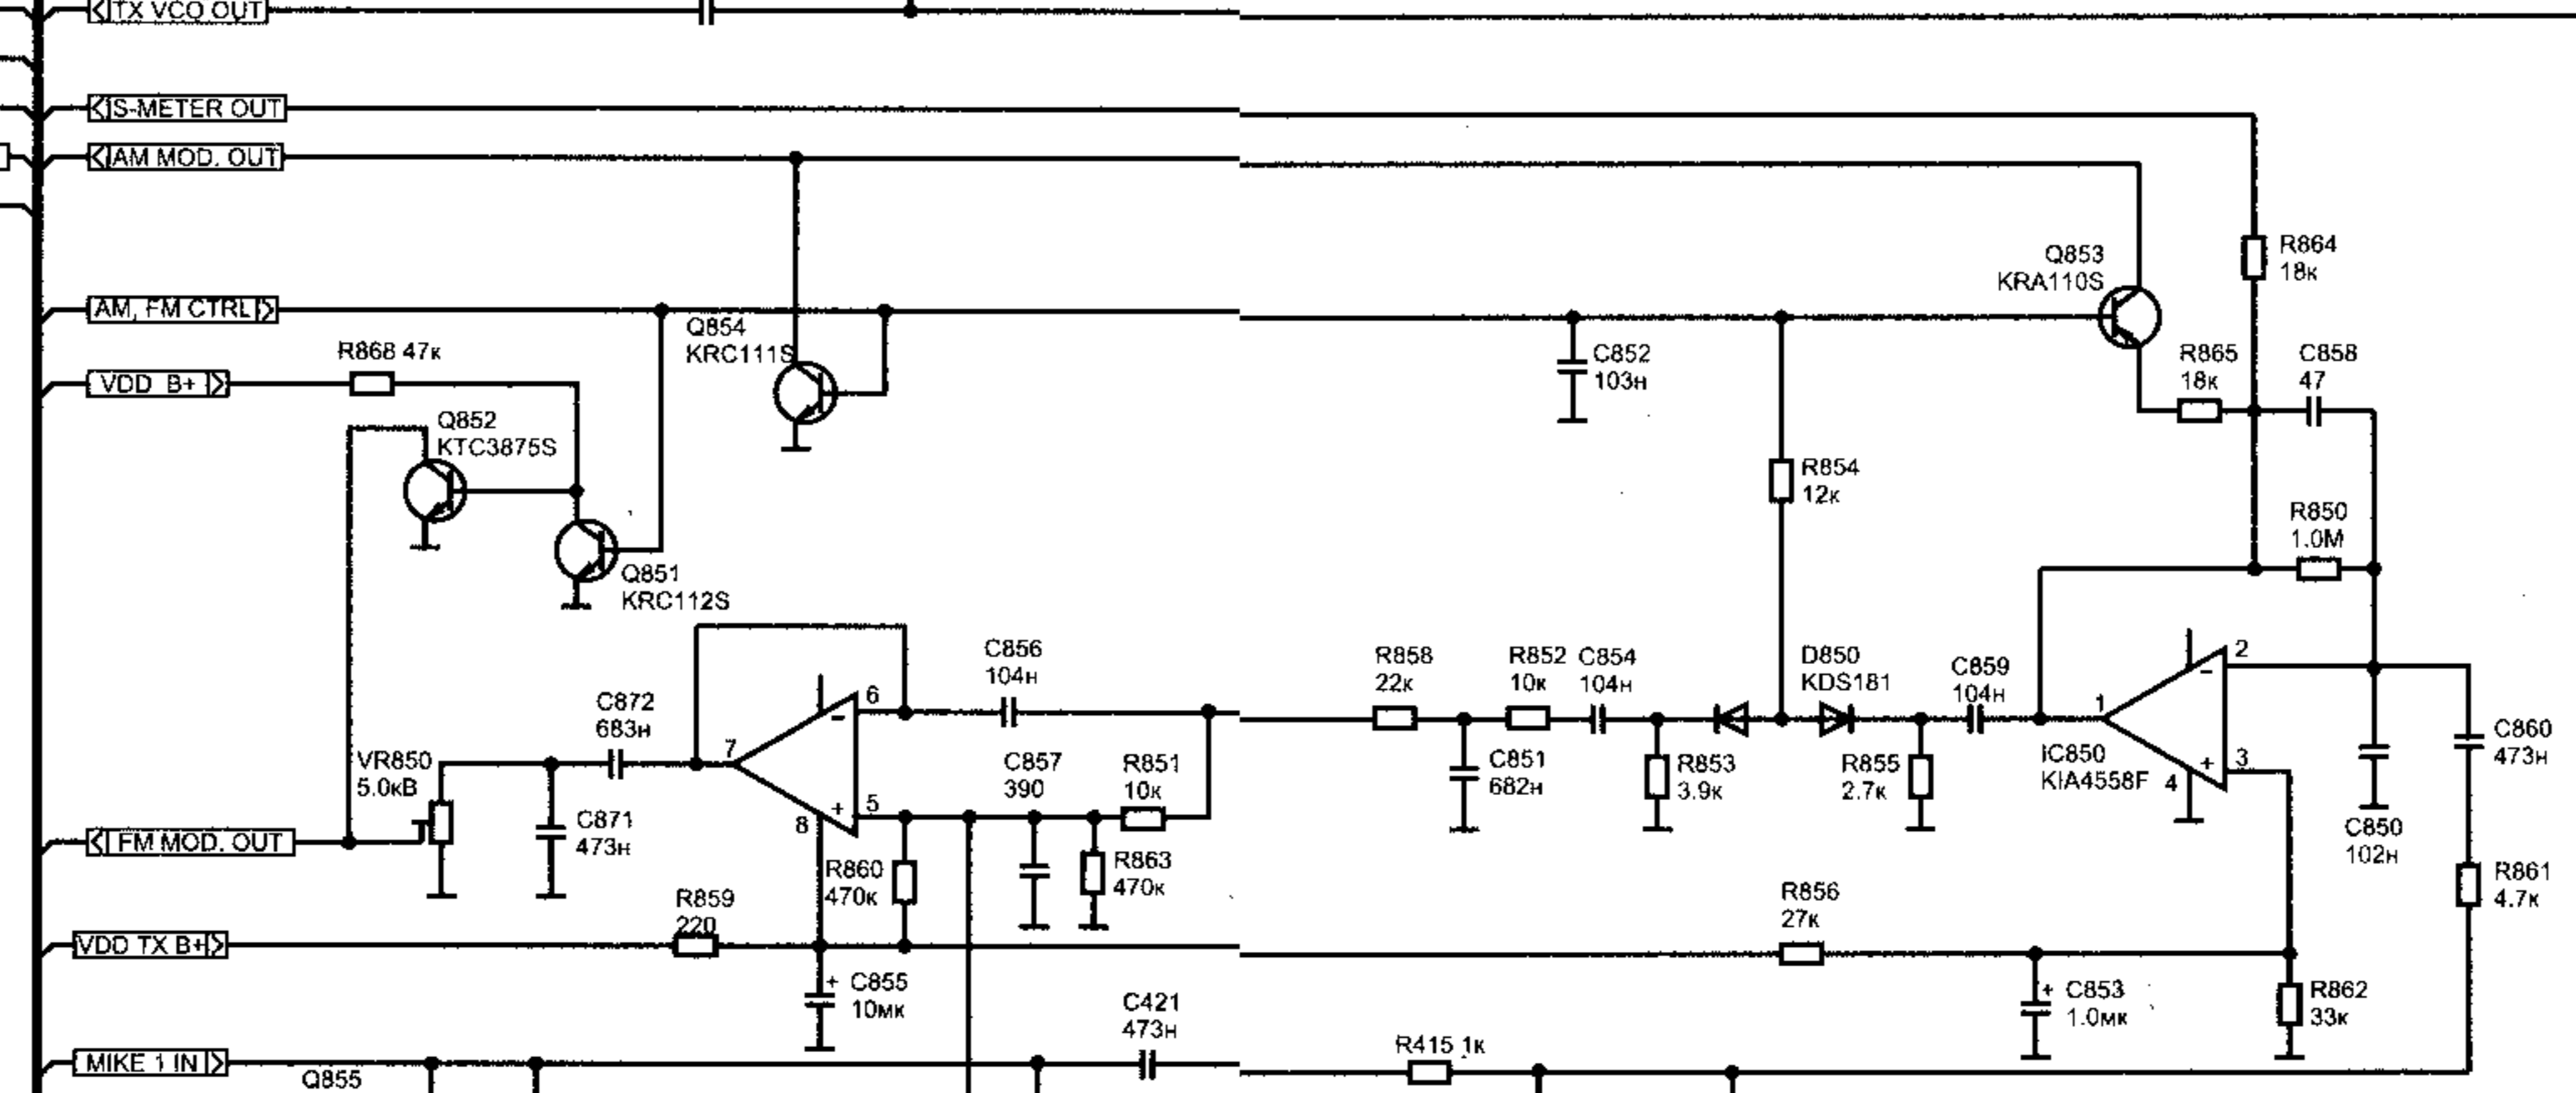 TX VCO OUT
S-METER OUT
AM MOD. OUT
AM, FM CTRL
VDD B+
R868 47к
Q852
KTC3875S
Q854
KRC111S
Q851
KRC112S
Q853
KRA110S
R864
18к
R865
18к
C858
47
C852
103н
R854
12к
R850
1.0М
C856
104н
R858
22к
R852
10к
C854
104н
D850
KDS181
C859
104н
C872
683н
VR850
5.0кВ
C871
473н
FM MOD. OUT
6
7
5
8
-
+
C857
390
R851
10к
R860
470к
R863
470к
C851
682н
R853
3.9к
R855
2.7к
IC850
KIA4558F
1
2
3
4
-
+
C860
473н
C850
102н
R861
4.7к
R859
220
VDD TX B+
+
C855
10мк
R856
27к
+
C853
1.0мк
R862
33к
C421
473н
R415 1к
MIKE 1 IN
Q855